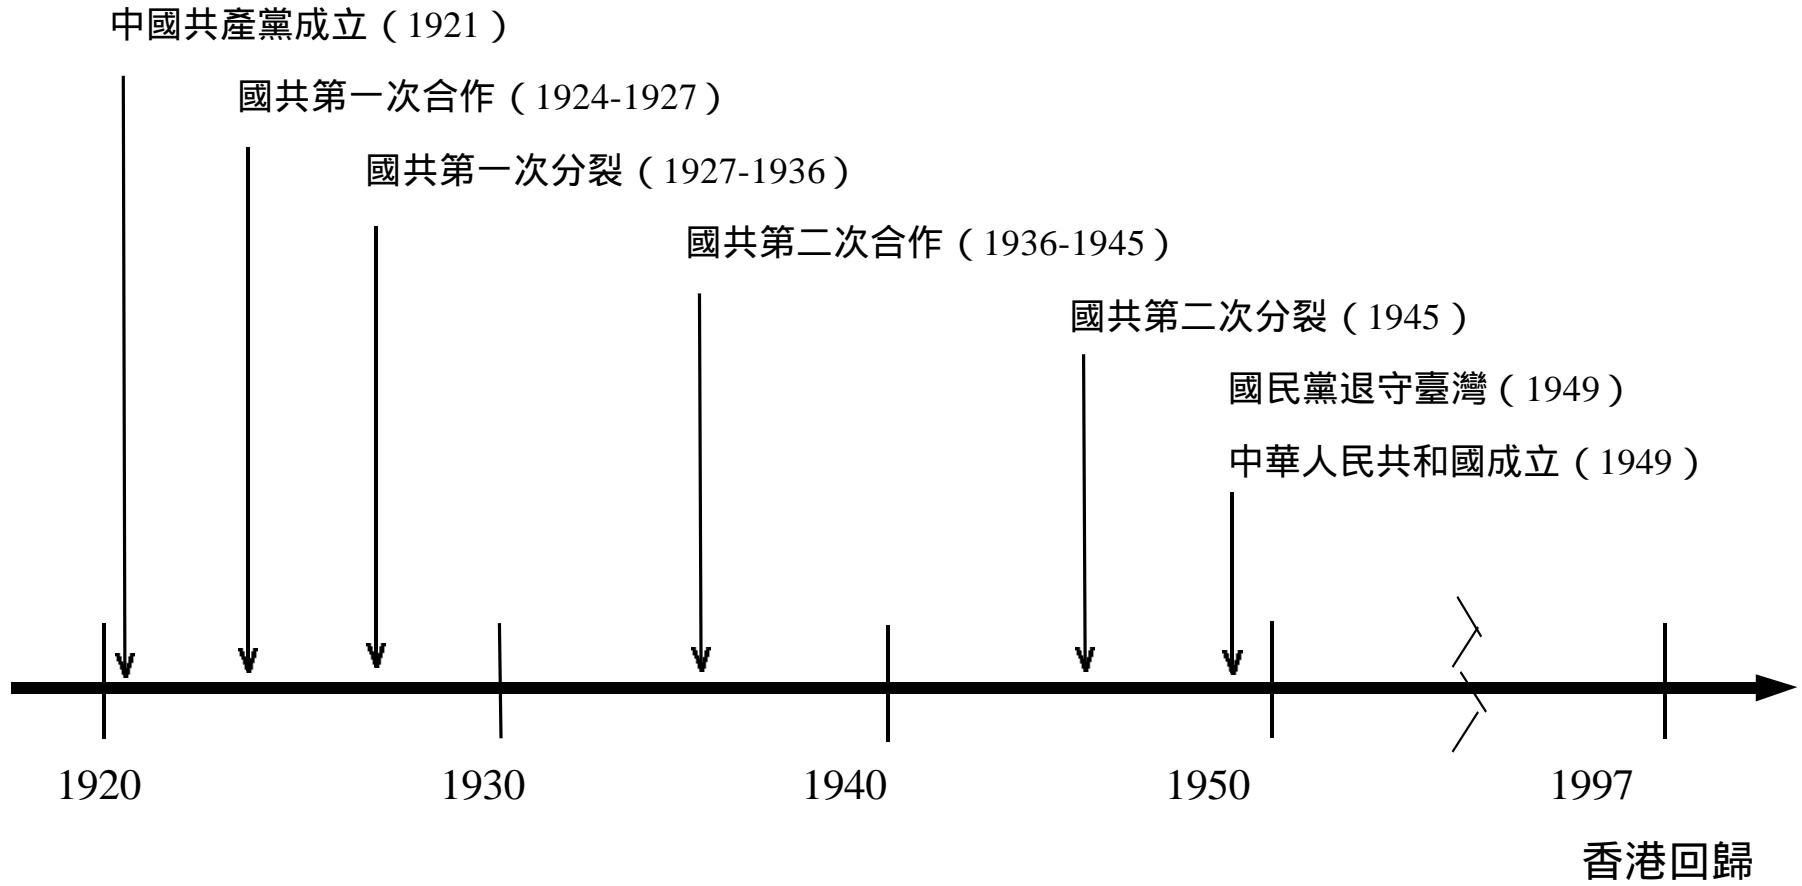 中國共產黨成立（1921）
國共第一次合作（1924-1927）
國共第一次分裂（1927-1936）
國共第二次合作（1936-1945）
國共第二次分裂（1945）
國民黨退守臺灣（1949）
中華人民共和國成立（1949）
1920 1930 1940 1950 1997
香港回歸